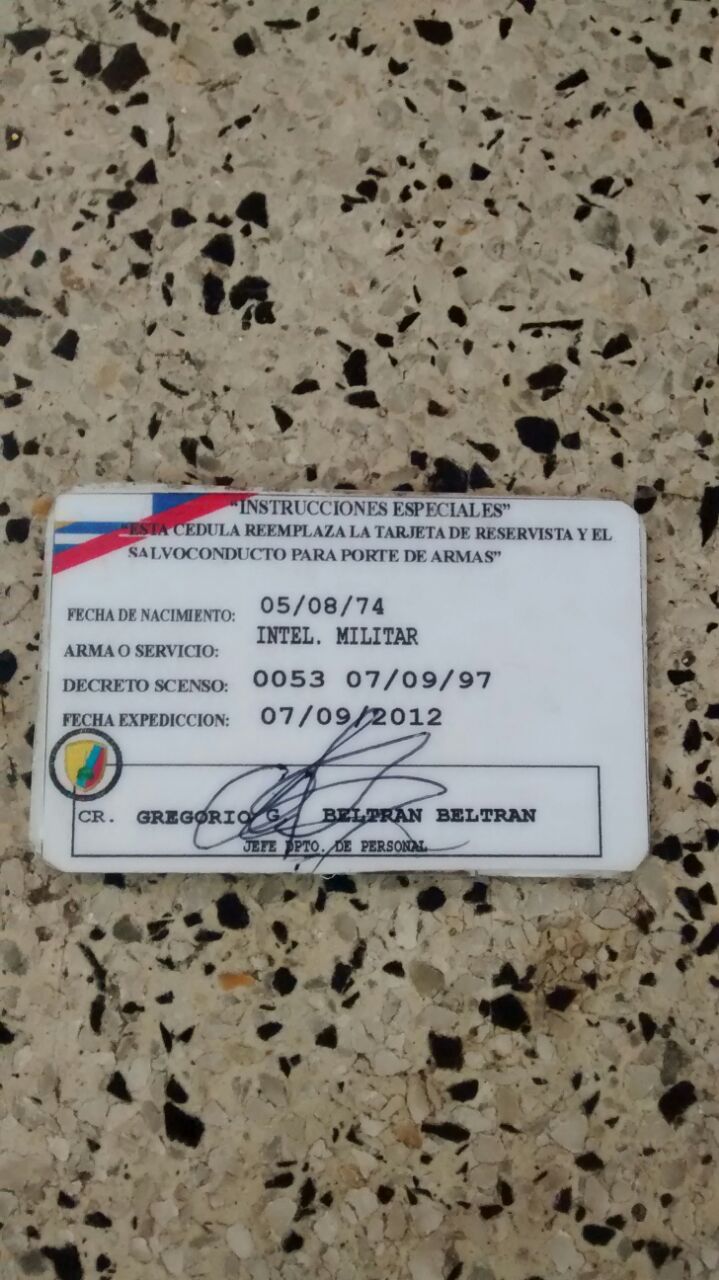 "INSTRUCCIONES ESPECIALES"
"ESTA CEDULA REEMPLAZA LA TARJETA DE RESERVISTA Y EL
SALVOCONDUCTO PARA PORTE DE ARMAS"
FECHA DE NACIMIENTO: 05/08/74
ARMA O SERVICIO: INTEL. MILITAR
DECRETO SCENSO: 0053 07/09/97
FECHA EXPEDICCION: 07/09/2012
CR. GREGORIO G. BELTRAN BELTRAN
JEFE DPTO. DE PERSONAL